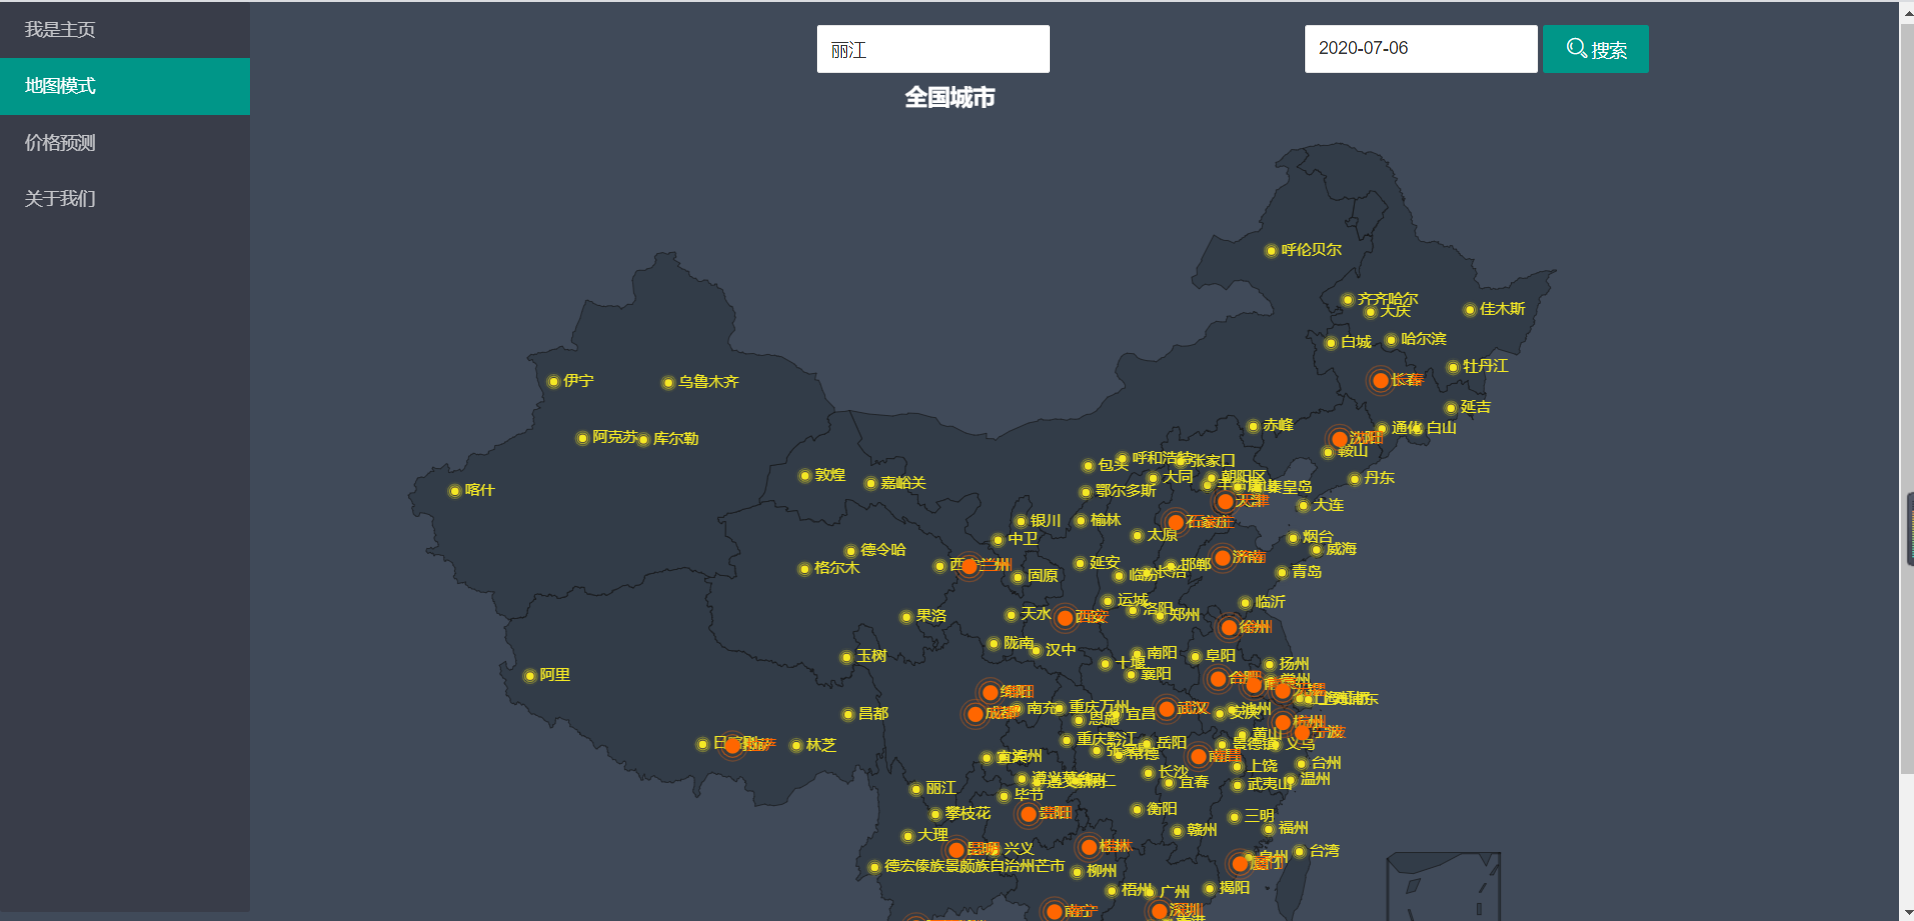 我是主页
地图模式
价格预测
关于我们
丽江
2020-07-06
搜索
全国城市
呼伦贝尔
齐齐哈尔
大庆
佳木斯
白城
哈尔滨
牡丹江
长春
延吉
伊宁
乌鲁木齐
阿克苏
库尔勒
赤峰
沈阳
通化
白山
鞍山
丹东
大连
喀什
敦煌
嘉峪关
包头
呼和浩特
张家口
大同
朝阳区
秦皇岛
鄂尔多斯
天津
银川
榆林
石家庄
中卫
太原
烟台
威海
德令哈
格尔木
兰州
固原
延安
临汾
长治
邯郸
济南
青岛
果洛
天水
西安
运城
洛阳
郑州
临沂
徐州
陇南
汉中
玉树
十堰
南阳
襄阳
阜阳
扬州
常州
阿里
绵阳
合肥
昌都
成都
南充
重庆万州
恩施
宜昌
武汉
安庆
池州
杭州
宁波
日喀则
林芝
重庆黔江
岳阳
常德
黄山
景德镇
义乌
南昌
宜宾
泸州
长沙
宜春
上饶
武夷山
台州
温州
丽江
毕节
攀枝花
贵阳
衡阳
三明
大理
赣州
福州
昆明
兴义
桂林
泉州
厦门
台湾
德宏傣族景颇族自治州芒市
柳州
梧州
广州
揭阳
南宁
深圳